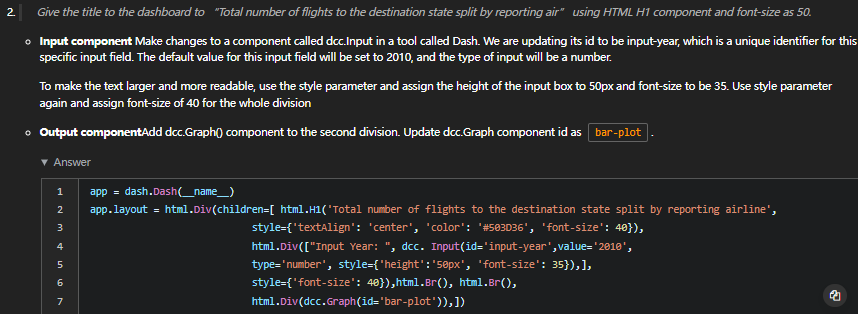 2. Give the title to the dashboard to “Total number of flights to the destination state split by reporting air” using HTML H1 component and font-size as 50.
Input component Make changes to a component called dcc.Input in a tool called Dash. We are updating its id to be input-year, which is a unique identifier for this
specific input field. The default value for this input field will be set to 2010, and the type of input will be a number.
To make the text larger and more readable, use the style parameter and assign the height of the input box to 50px and font-size to be 35. Use style parameter
again and assign font-size of 40 for the whole division
Output componentAdd dcc.Graph() component to the second division. Update dcc.Graph component id as bar-plot .
▼ Answer
1 app = dash.Dash(__name__)
2 app.layout = html.Div(children=[ html.H1('Total number of flights to the destination state split by reporting airline',
3 style={'textAlign': 'center', 'color': '#503D36', 'font-size': 40}),
4 html.Div(["Input Year: ", dcc. Input(id='input-year',value='2010',
5 type='number', style={'height':'50px', 'font-size': 35}),],
6 style={'font-size': 40}),html.Br(), html.Br(),
7 html.Div(dcc.Graph(id='bar-plot')),])